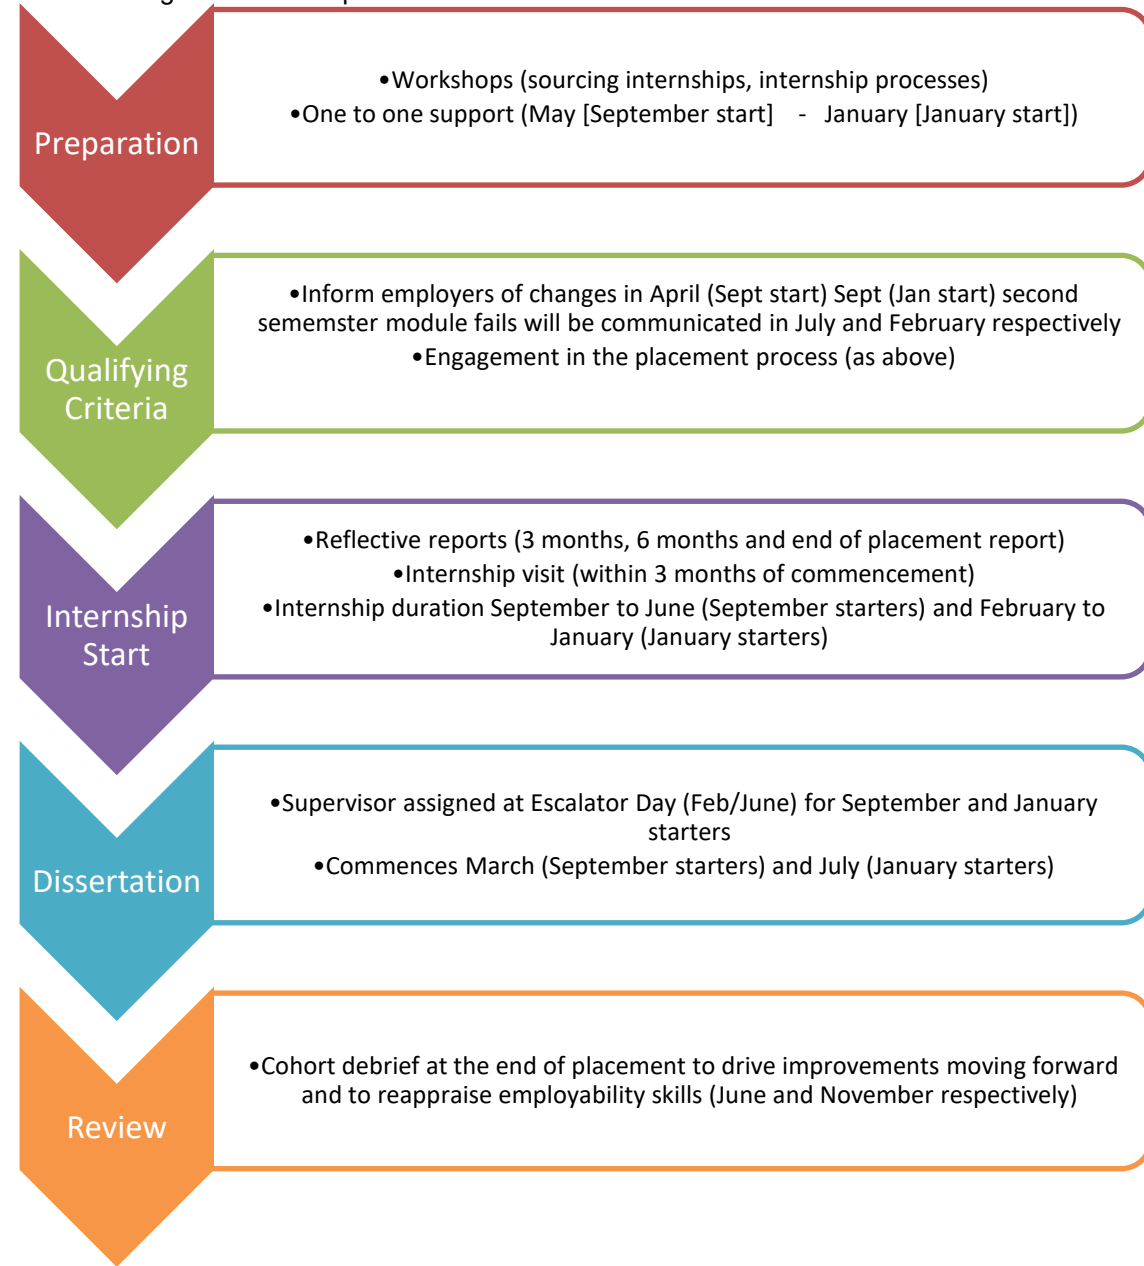 Preparation
•Workshops (sourcing internships, internship processes)
•One to one support (May [September start]   -   January [January start])
Qualifying
Criteria
•Inform employers of changes in April (Sept start) Sept (Jan start) second
sememster module fails will be communicated in July and February respectively
•Engagement in the placement process (as above)
Internship
Start
•Reflective reports (3 months, 6 months and end of placement report)
•Internship visit (within 3 months of commencement)
•Internship duration September to June (September starters) and February to
January (January starters)
Dissertation
•Supervisor assigned at Escalator Day (Feb/June) for September and January
starters
•Commences March (September starters) and July (January starters)
Review
•Cohort debrief at the end of placement to drive improvements moving forward
and to reappraise employability skills (June and November respectively)